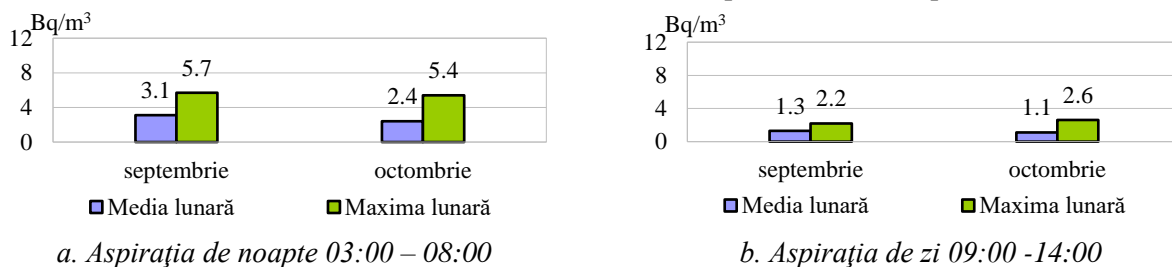 Bq/m³
12
8
4
0
3.1
5.7
2.4
5.4
septembrie
octombrie
Media lunară
Maxima lunară
a. Aspiraţia de noapte 03:00 – 08:00
Bq/m³
12
8
4
0
1.3
2.2
1.1
2.6
septembrie
octombrie
Media lunară
Maxima lunară
b. Aspiraţia de zi 09:00 -14:00